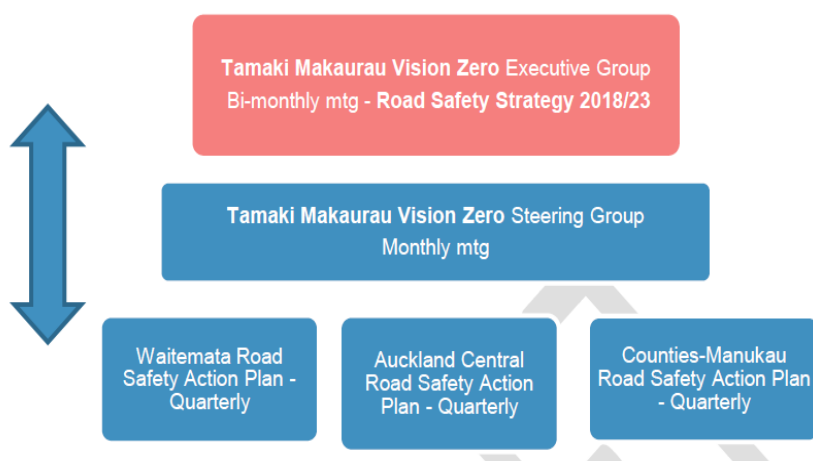 Tamaki Makaurau Vision Zero Executive Group
Bi-monthly mtg - Road Safety Strategy 2018/23
Tamaki Makaurau Vision Zero Steering Group
Monthly mtg
Waitemata Road
Safety Action Plan -
Quarterly
Auckland Central
Road Safety Action
Plan - Quarterly
Counties-Manukau
Road Safety Action Plan
- Quarterly